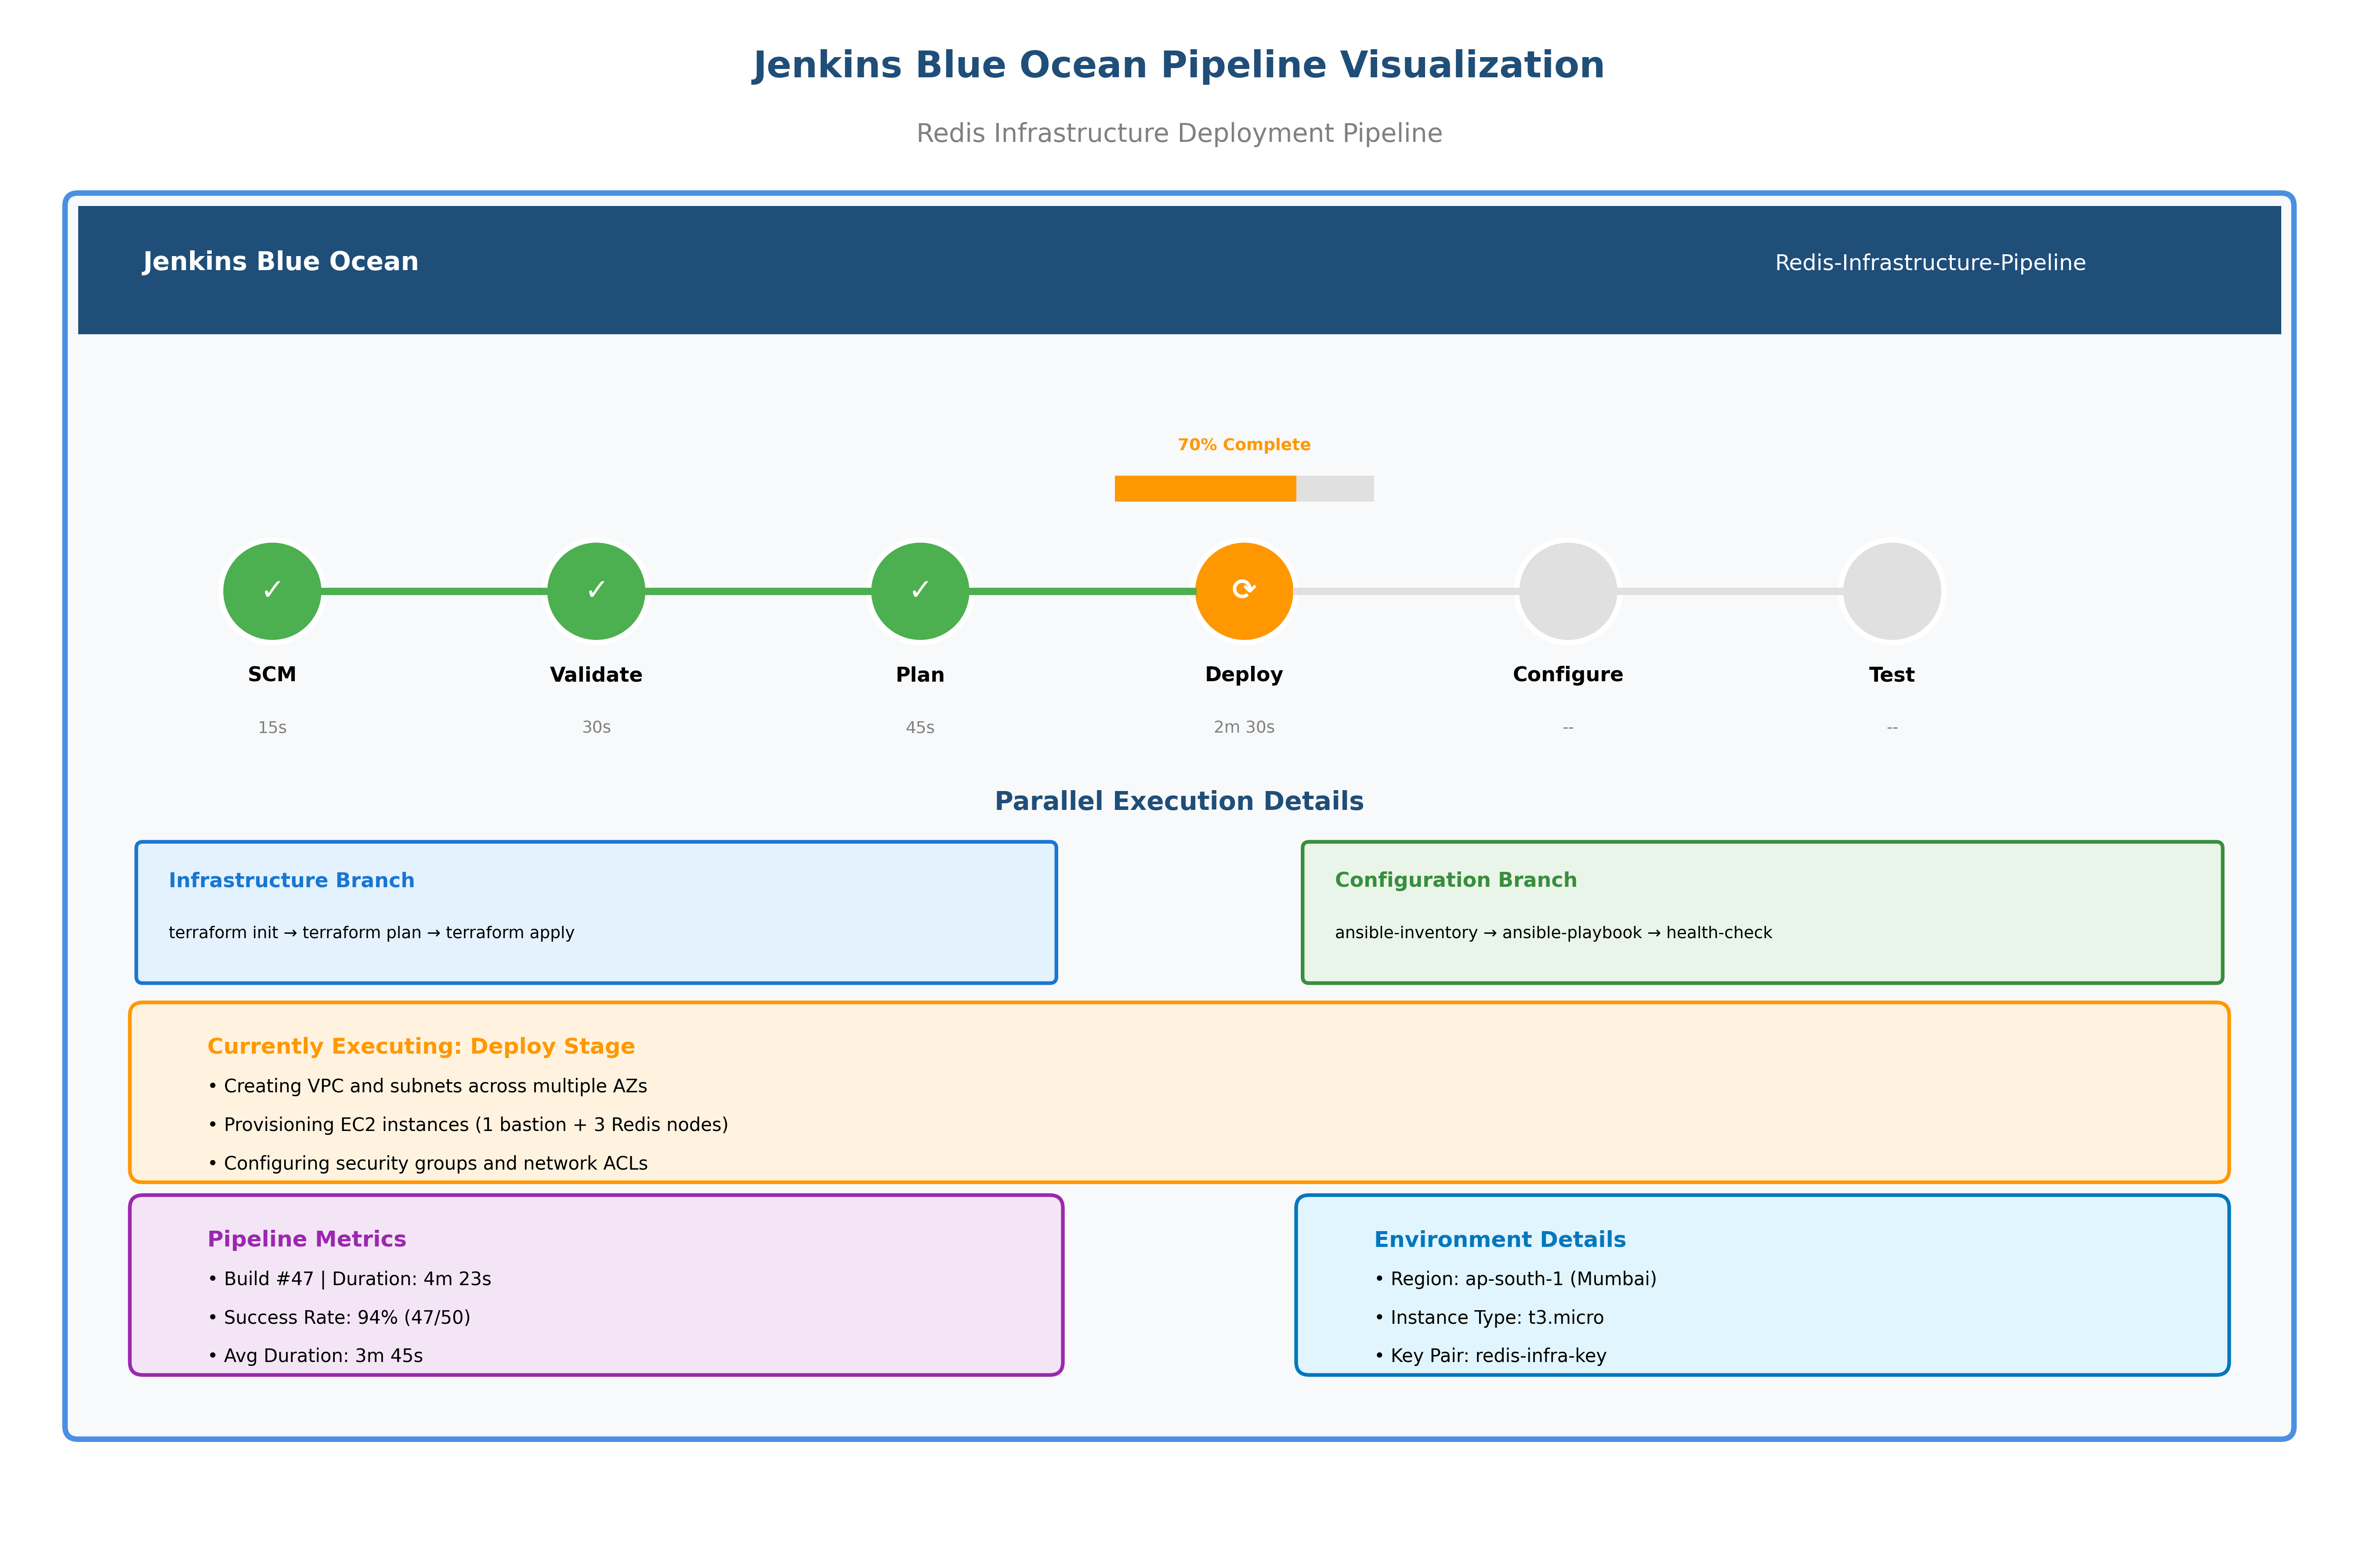 Jenkins Blue Ocean Pipeline Visualization
Redis Infrastructure Deployment Pipeline
Jenkins Blue Ocean
Redis-Infrastructure-Pipeline
70% Complete
✓ ✓ ✓ ⟳
SCM Validate Plan Deploy Configure Test
15s 30s 45s 2m 30s -- --
Parallel Execution Details
Infrastructure Branch
terraform init → terraform plan → terraform apply
Configuration Branch
ansible-inventory → ansible-playbook → health-check
Currently Executing: Deploy Stage
• Creating VPC and subnets across multiple AZs
• Provisioning EC2 instances (1 bastion + 3 Redis nodes)
• Configuring security groups and network ACLs
Pipeline Metrics
• Build #47 | Duration: 4m 23s
• Success Rate: 94% (47/50)
• Avg Duration: 3m 45s
Environment Details
• Region: ap-south-1 (Mumbai)
• Instance Type: t3.micro
• Key Pair: redis-infra-key